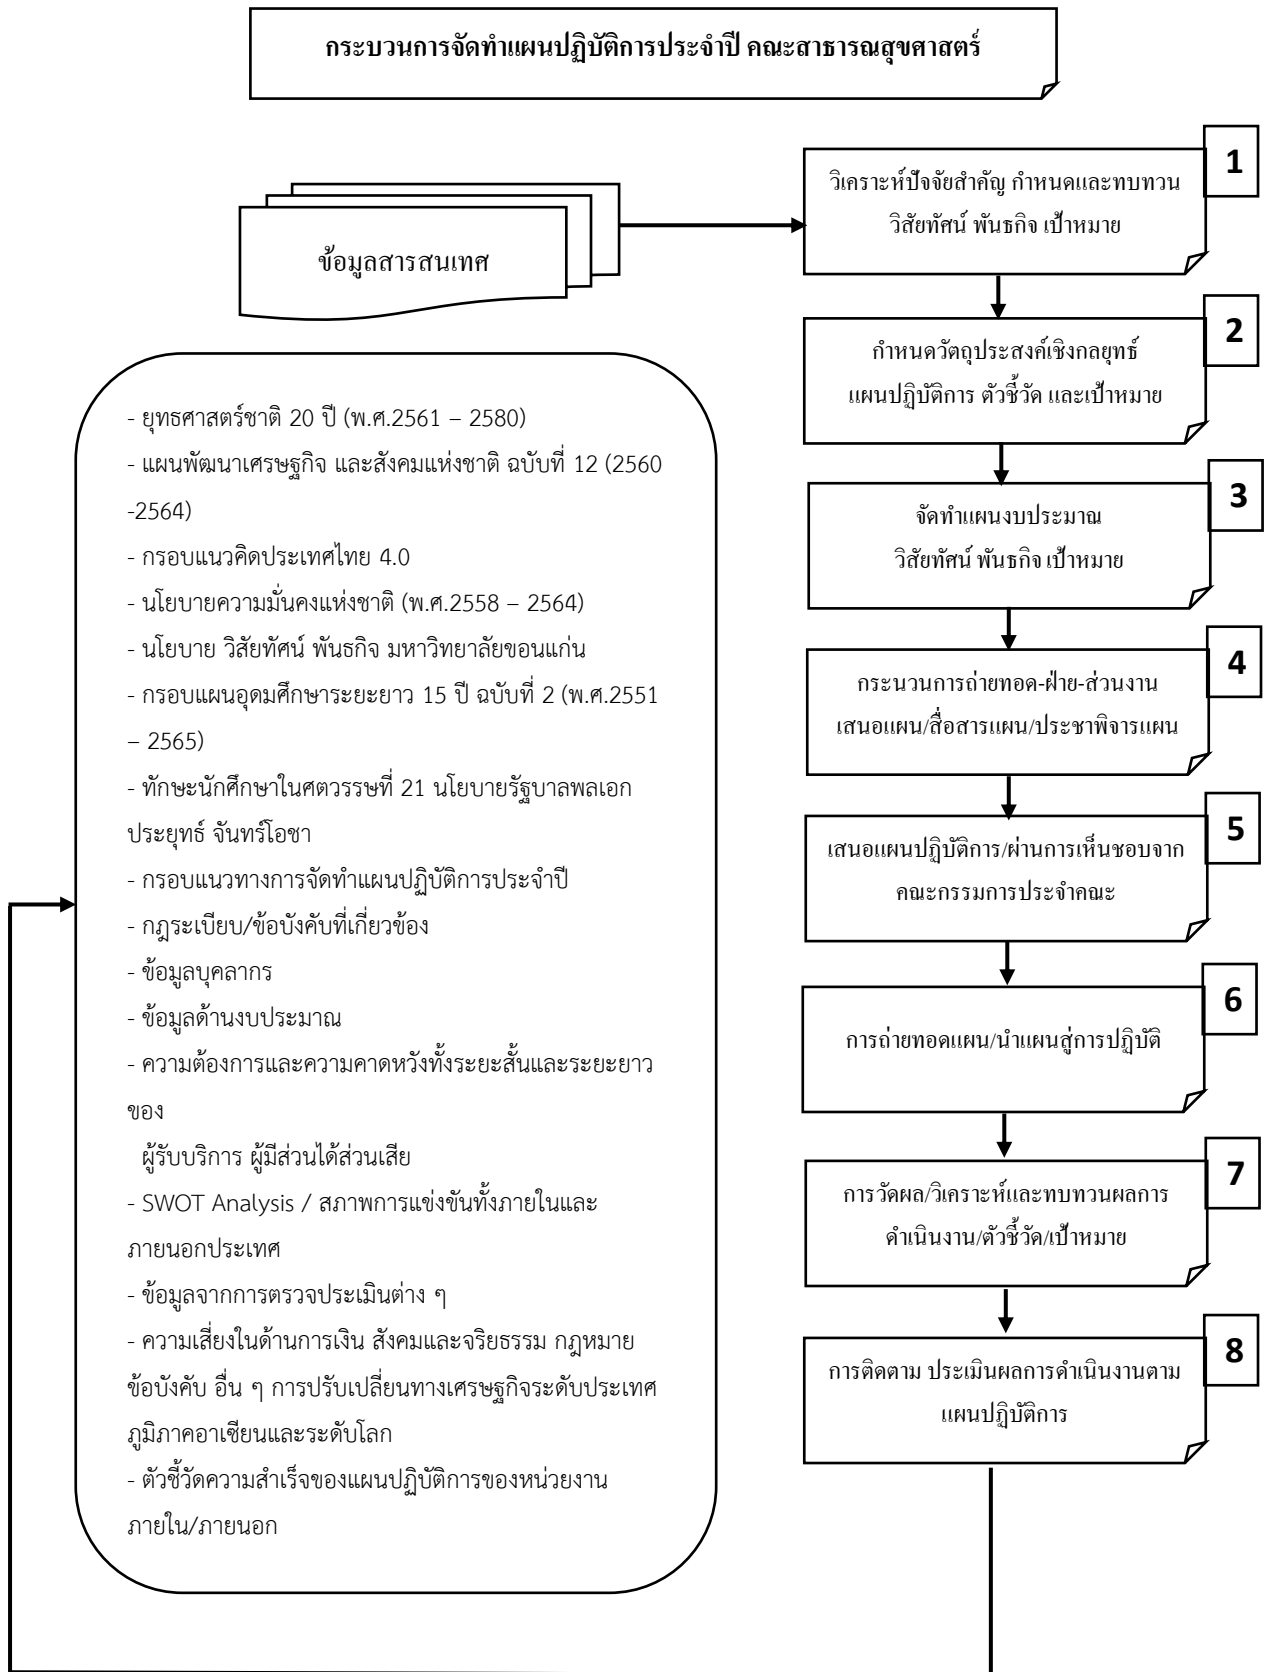 กระบวนการจัดทำแผนปฏิบัติการประจำปี คณะสาธารณสุขศาสตร์
ข้อมูลสารสนเทศ
- ยุทธศาสตร์ชาติ 20 ปี (พ.ศ.2561 – 2580)
- แผนพัฒนาเศรษฐกิจ และสังคมแห่งชาติ ฉบับที่ 12 (2560
-2564)
- กรอบแนวคิดประเทศไทย 4.0
- นโยบายความมั่นคงแห่งชาติ (พ.ศ.2558 – 2564)
- นโยบาย วิสัยทัศน์ พันธกิจ มหาวิทยาลัยขอนแก่น
- กรอบแผนอุดมศึกษาระยะยาว 15 ปี ฉบับที่ 2 (พ.ศ.2551
– 2565)
- ทักษะนักศึกษาในศตวรรษที่ 21 นโยบายรัฐบาลพลเอก
ประยุทธ์ จันทร์โอชา
- กรอบแนวทางการจัดทำแผนปฏิบัติการประจำปี
- กฎระเบียบ/ข้อบังคับที่เกี่ยวข้อง
- ข้อมูลบุคลากร
- ข้อมูลด้านงบประมาณ
- ความต้องการและความคาดหวังทั้งระยะสั้นและระยะยาว
ของ
ผู้รับบริการ ผู้มีส่วนได้ส่วนเสีย
- SWOT Analysis / สภาพการแข่งขันทั้งภายในและ
ภายนอกประเทศ
- ข้อมูลจากการตรวจประเมินต่าง ๆ
- ความเสี่ยงในด้านการเงิน สังคมและจริยธรรม กฎหมาย
ข้อบังคับ อื่น ๆ การปรับเปลี่ยนทางเศรษฐกิจระดับประเทศ
ภูมิภาคอาเซียนและระดับโลก
- ตัวชี้วัดความสำเร็จของแผนปฏิบัติการของหน่วยงาน
ภายใน/ภายนอก
1
วิเคราะห์ปัจจัยสำคัญ กำหนดและทบทวน
วิสัยทัศน์ พันธกิจ เป้าหมาย
2
กำหนดวัตถุประสงค์เชิงกลยุทธ์
แผนปฏิบัติการ ตัวชี้วัด และเป้าหมาย
3
จัดทำแผนงบประมาณ
วิสัยทัศน์ พันธกิจ เป้าหมาย
4
กระนวนการถ่ายทอด-ฝ่าย-ส่วนงาน
เสนอแผน/สื่อสารแผน/ประชาพิจารแผน
5
เสนอแผนปฏิบัติการ/ผ่านการเห็นชอบจาก
คณะกรรมการประจำคณะ
6
การถ่ายทอดแผน/นำแผนสู่การปฏิบัติ
7
การวัดผล/วิเคราะห์และทบทวนผลการ
ดำเนินงาน/ตัวชี้วัด/เป้าหมาย
8
การติดตาม ประเมินผลการดำเนินงานตาม
แผนปฏิบัติการ